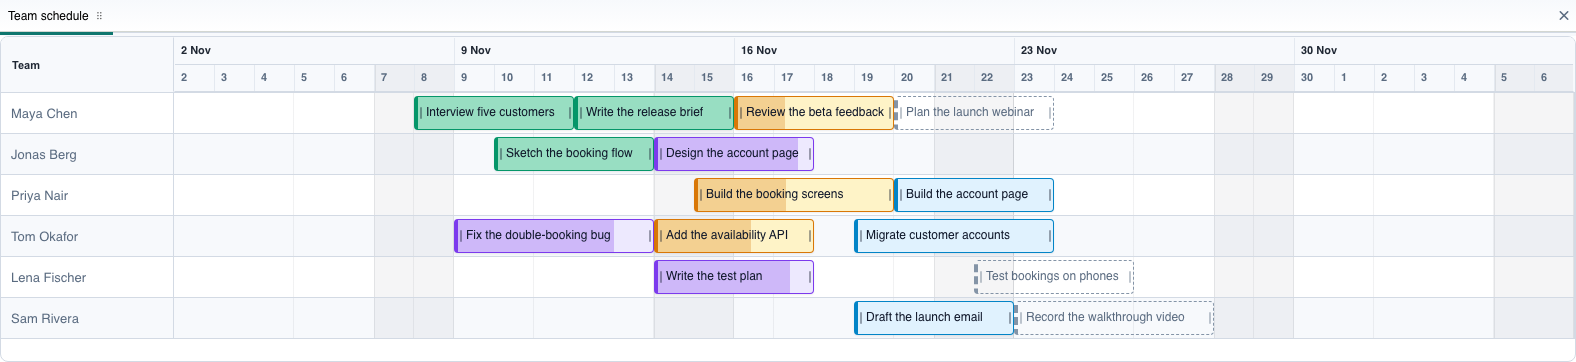 Team schedule
Team
2 Nov 9 Nov 16 Nov 23 Nov 30 Nov
2 3 4 5 6 7 8 9 10 11 12 13 14 15 16 17 18 19 20 21 22 23 24 25 26 27 28 29 30 1 2 3 4 5 6
Maya Chen Interview five customers Write the release brief Review the beta feedback Plan the launch webinar
Jonas Berg Sketch the booking flow Design the account page
Priya Nair Build the booking screens Build the account page
Tom Okafor Fix the double-booking bug Add the availability API Migrate customer accounts
Lena Fischer Write the test plan Test bookings on phones
Sam Rivera Draft the launch email Record the walkthrough video